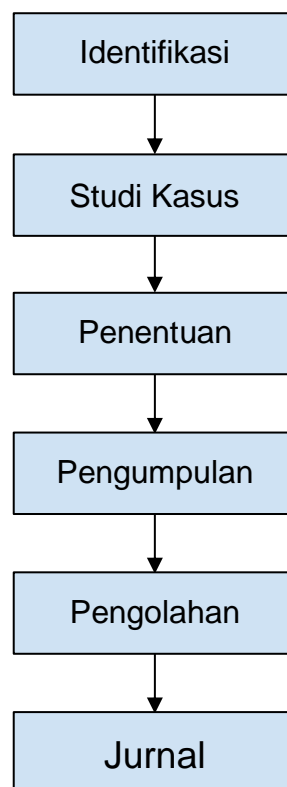 Identifikasi
Studi Kasus
Penentuan
Pengumpulan
Pengolahan
Jurnal